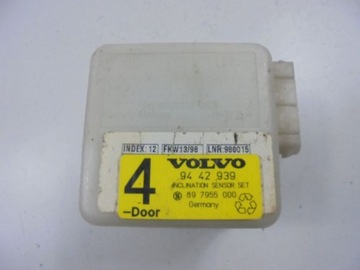 INDEX: 12 FKW13/98 LNR:980015
4 VOLVO
94 42 939
INCLINATION SENSOR SET
89 7955 000
-Door Germany